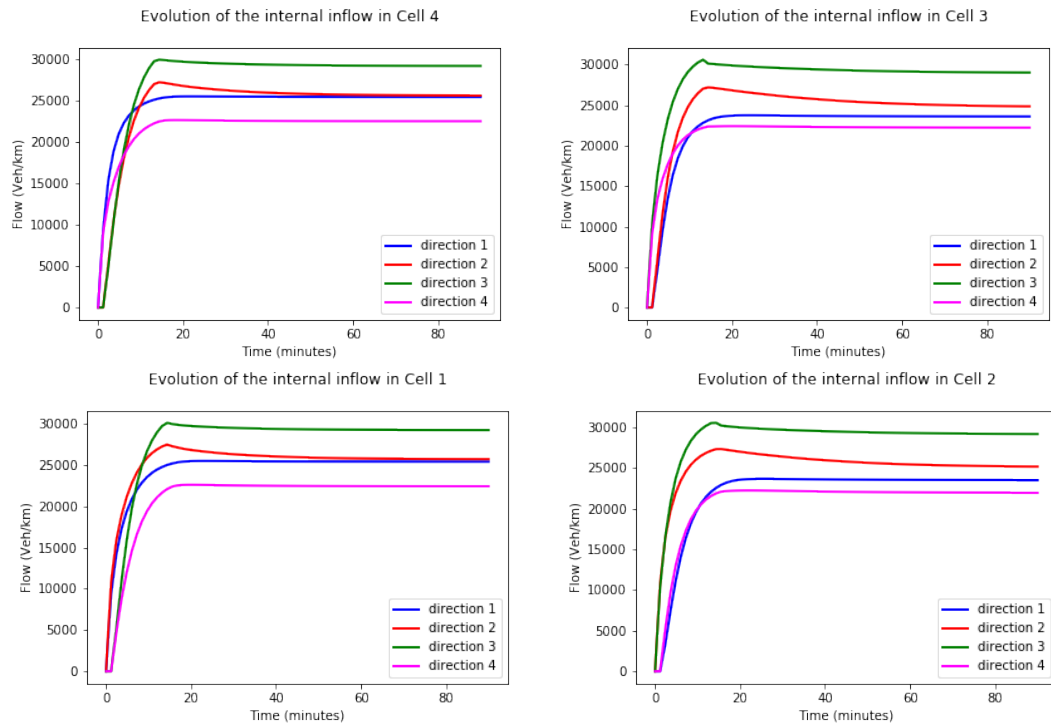 Evolution of the internal inflow in Cell 4
30000
25000
20000
15000
10000
5000
0
Flow (Veh/km)
direction 1
direction 2
direction 3
direction 4
0 20 40 60 80
Time (minutes)
Evolution of the internal inflow in Cell 3
30000
25000
20000
15000
10000
5000
0
Flow (Veh/km)
direction 1
direction 2
direction 3
direction 4
0 20 40 60 80
Time (minutes)
Evolution of the internal inflow in Cell 1
30000
25000
20000
15000
10000
5000
0
Flow (Veh/km)
direction 1
direction 2
direction 3
direction 4
0 20 40 60 80
Time (minutes)
Evolution of the internal inflow in Cell 2
30000
25000
20000
15000
10000
5000
0
Flow (Veh/km)
direction 1
direction 2
direction 3
direction 4
0 20 40 60 80
Time (minutes)